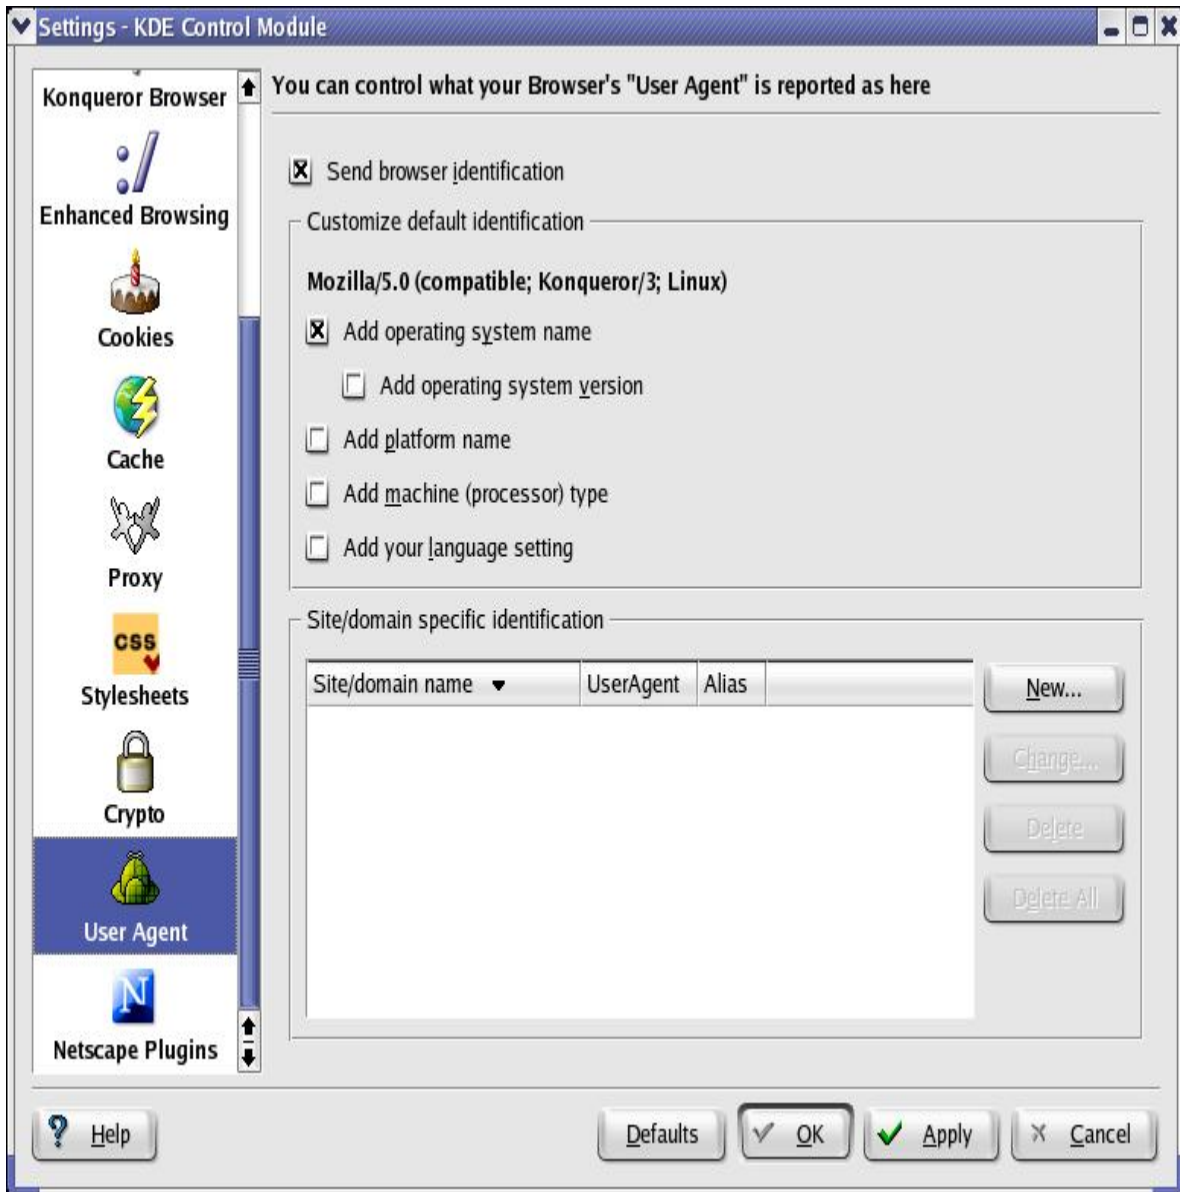 Settings - KDE Control Module
Konqueror Browser
:/
Enhanced Browsing
Cookies
Cache
Proxy
css
Stylesheets
Crypto
User Agent
N
Netscape Plugins
You can control what your Browser's "User Agent" is reported as here
Send browser identification
Customize default identification
Mozilla/5.0 (compatible; Konqueror/3; Linux)
Add operating system name
Add operating system version
Add platform name
Add machine (processor) type
Add your language setting
Site/domain specific identification
Site/domain name UserAgent Alias
New...
Change...
Delete
Delete All
? Help
Defaults
OK
Apply
Cancel